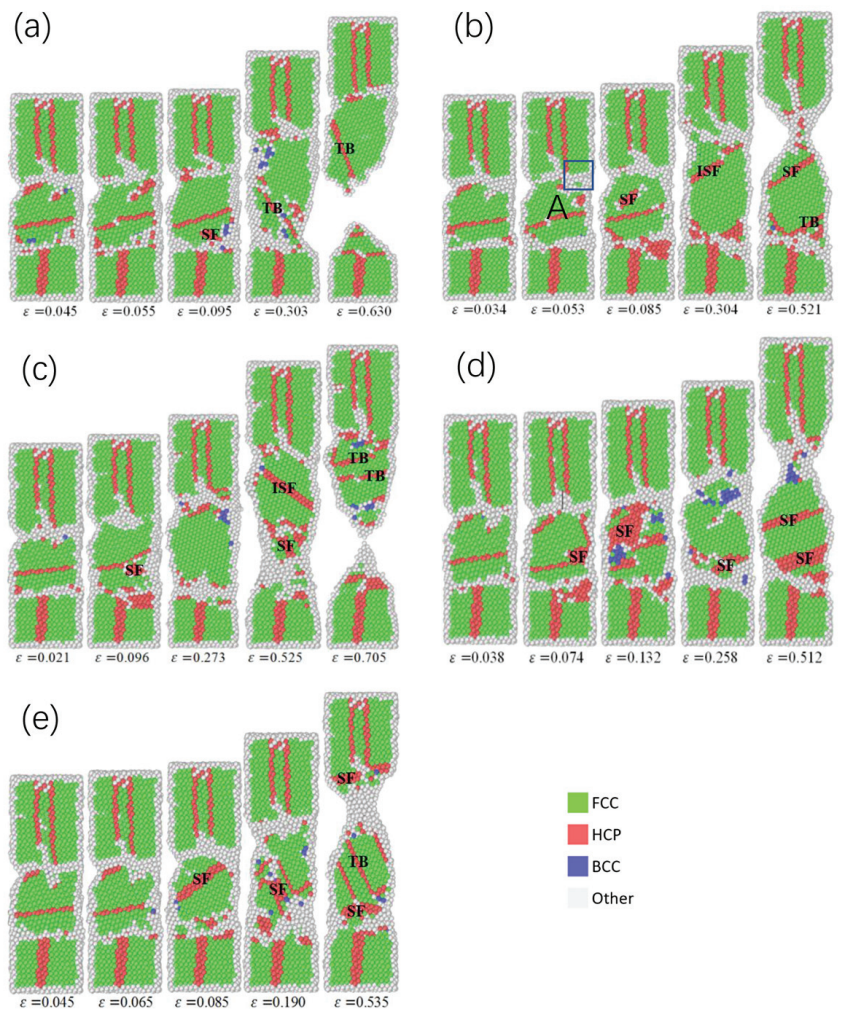 (a)
TB
TB
SF
ε =0.045 ε =0.055 ε =0.095 ε =0.303 ε =0.630
(b)
A
SF
ISF
SF
TB
ε =0.034 ε =0.053 ε =0.085 ε =0.304 ε =0.521
(c)
TB
TB
ISF
SF
SF
ε =0.021 ε =0.096 ε =0.273 ε =0.525 ε =0.705
(d)
SF
SF
SF
SF
SF
ε =0.038 ε =0.074 ε =0.132 ε =0.258 ε =0.512
(e)
SF
TB
SF
SF
SF
ε =0.045 ε =0.065 ε =0.085 ε =0.190 ε =0.535
FCC
HCP
BCC
Other